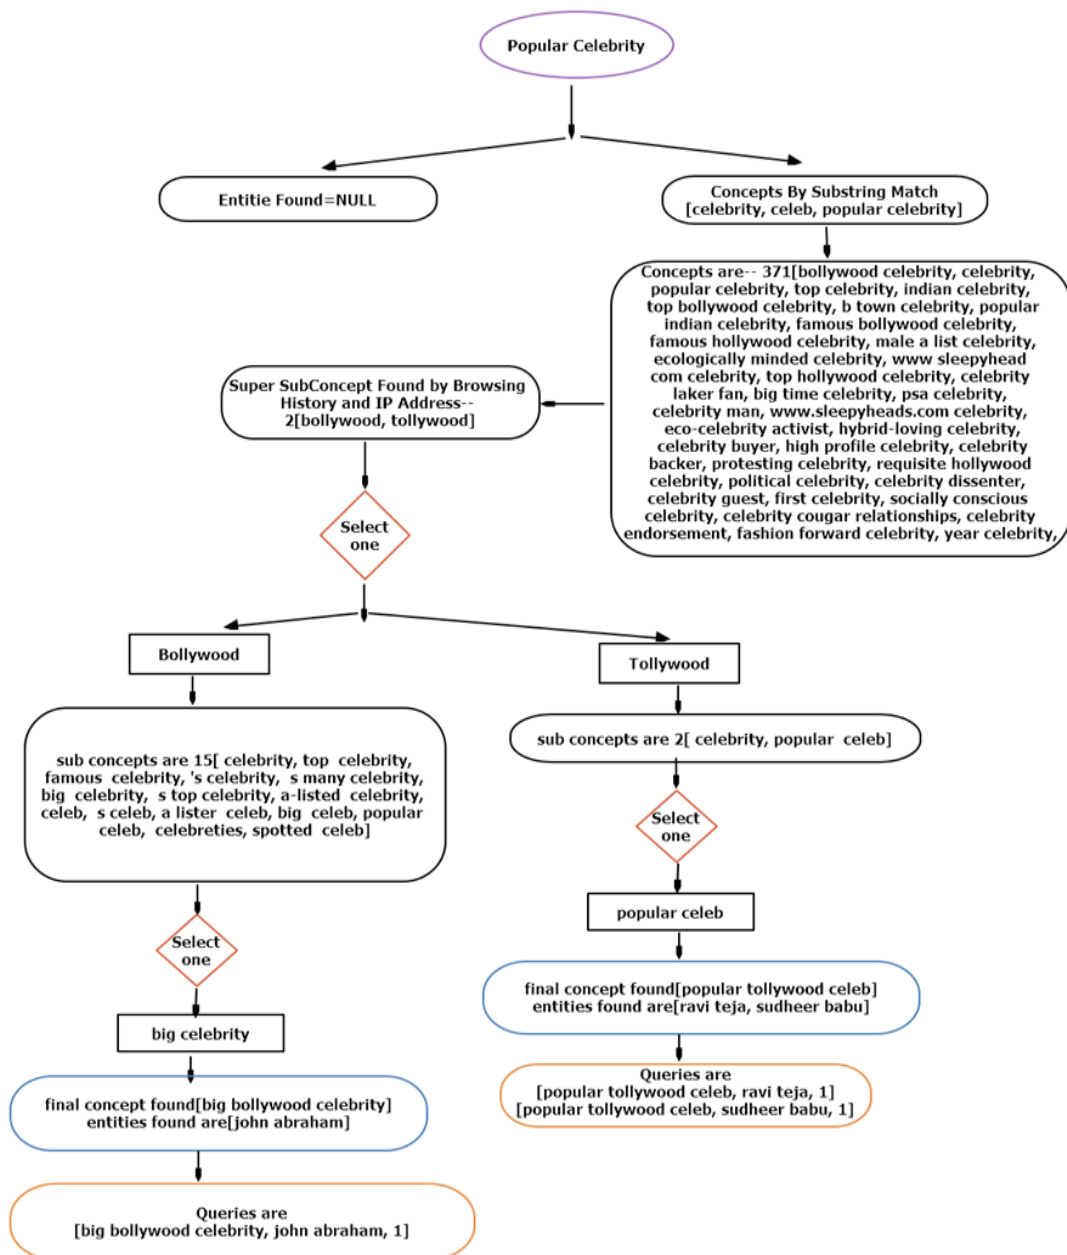 Popular Celebrity
Entitie Found=NULL
Concepts By Substring Match
[celebrity, celeb, popular celebrity]
Concepts are-- 371[bollywood celebrity, celebrity,
popular celebrity, top celebrity, indian celebrity,
top bollywood celebrity, b town celebrity, popular
indian celebrity, famous bollywood celebrity,
famous hollywood celebrity, male a list celebrity,
ecologically minded celebrity, www sleepyhead
com celebrity, top hollywood celebrity, celebrity
laker fan, big time celebrity, psa celebrity,
celebrity man, www.sleepyheads.com celebrity,
eco-celebrity activist, hybrid-loving celebrity,
celebrity buyer, high profile celebrity, celebrity
backer, protesting celebrity, requisite hollywood
celebrity, political celebrity, celebrity dissenter,
celebrity guest, first celebrity, socially conscious
celebrity, celebrity cougar relationships, celebrity
endorsement, fashion forward celebrity, year celebrity,
Super SubConcept Found by Browsing
History and IP Address--
2[bollywood, tollywood]
Select
one
Bollywood
Tollywood
sub concepts are 15[ celebrity, top  celebrity,
famous  celebrity, 's celebrity,  s many celebrity,
big  celebrity,  s top celebrity, a-listed  celebrity,
celeb,  s celeb, a lister  celeb, big  celeb, popular
celeb,  celebreties, spotted  celeb]
sub concepts are 2[ celebrity, popular  celeb]
Select
one
Select
one
popular celeb
big celebrity
final concept found[popular tollywood celeb]
entities found are[ravi teja, sudheer babu]
Queries are
[popular tollywood celeb, ravi teja, 1]
[popular tollywood celeb, sudheer babu, 1]
final concept found[big bollywood celebrity]
entities found are[john abraham]
Queries are
[big bollywood celebrity, john abraham, 1]